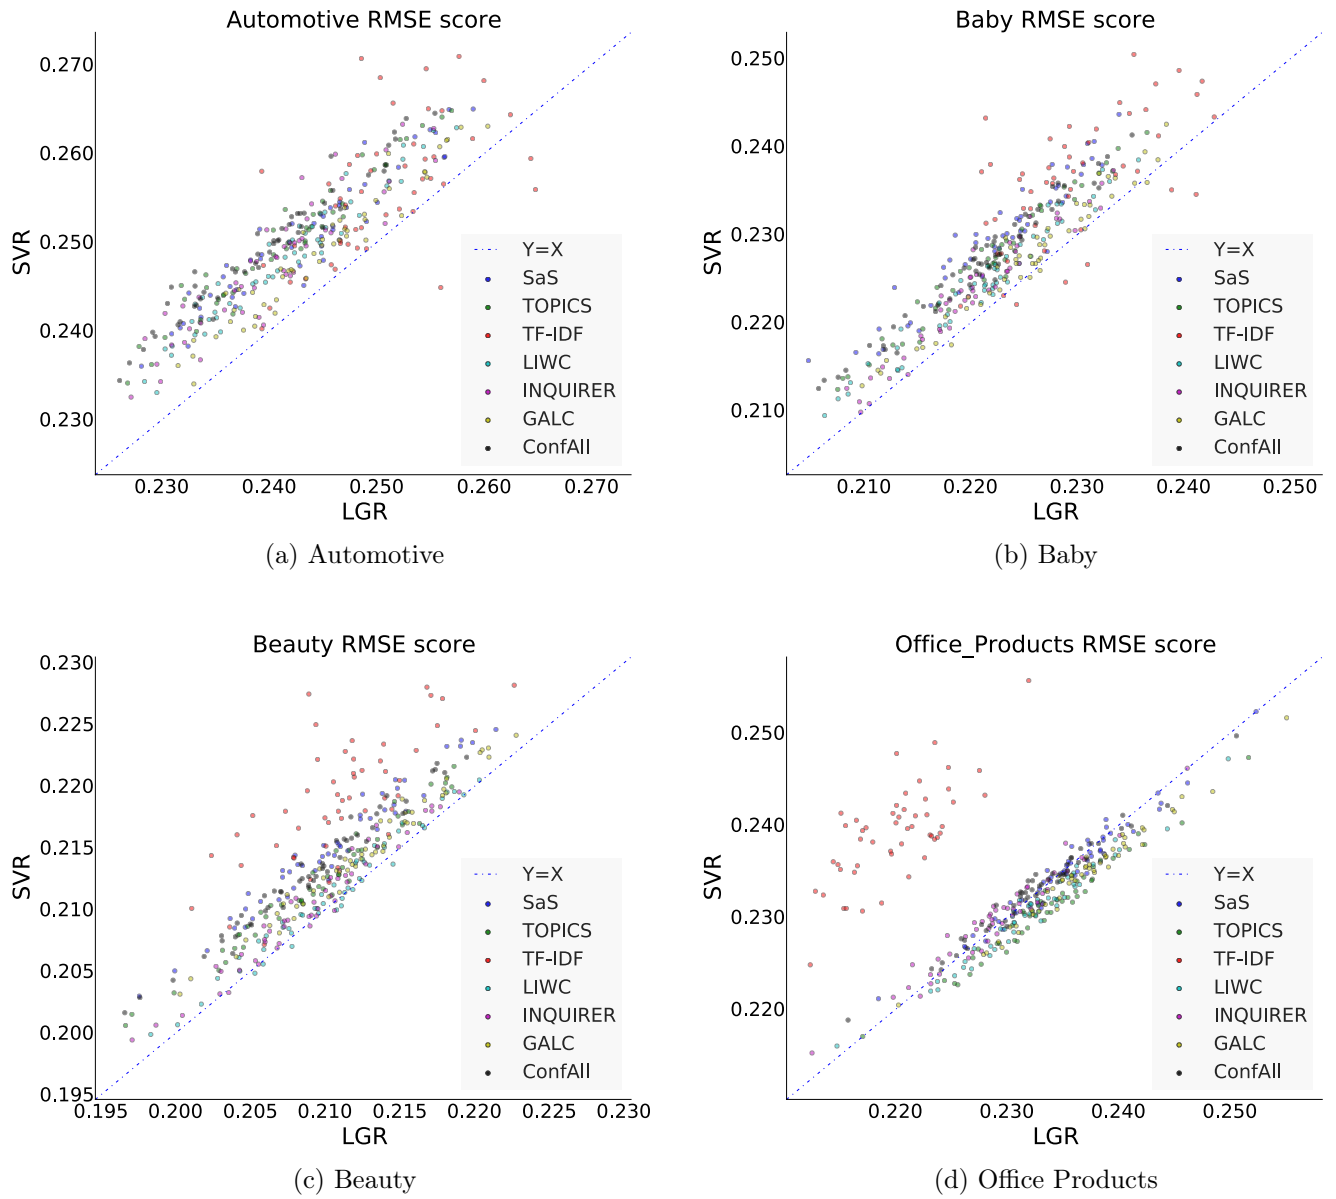 Automotive RMSE score
SVR
0.270
0.260
0.250
0.240
0.230
0.230 0.240 0.250 0.260 0.270
LGR
Y=X
SaS
TOPICS
TF-IDF
LIWC
INQUIRER
GALC
ConfAll
(a) Automotive
Baby RMSE score
SVR
0.250
0.240
0.230
0.220
0.210
0.210 0.220 0.230 0.240 0.250
LGR
Y=X
SaS
TOPICS
TF-IDF
LIWC
INQUIRER
GALC
ConfAll
(b) Baby
Beauty RMSE score
SVR
0.230
0.225
0.220
0.215
0.210
0.205
0.200
0.195
0.195 0.200 0.205 0.210 0.215 0.220 0.225 0.230
LGR
Y=X
SaS
TOPICS
TF-IDF
LIWC
INQUIRER
GALC
ConfAll
(c) Beauty
Office_Products RMSE score
SVR
0.250
0.240
0.230
0.220
0.220 0.230 0.240 0.250
LGR
Y=X
SaS
TOPICS
TF-IDF
LIWC
INQUIRER
GALC
ConfAll
(d) Office Products